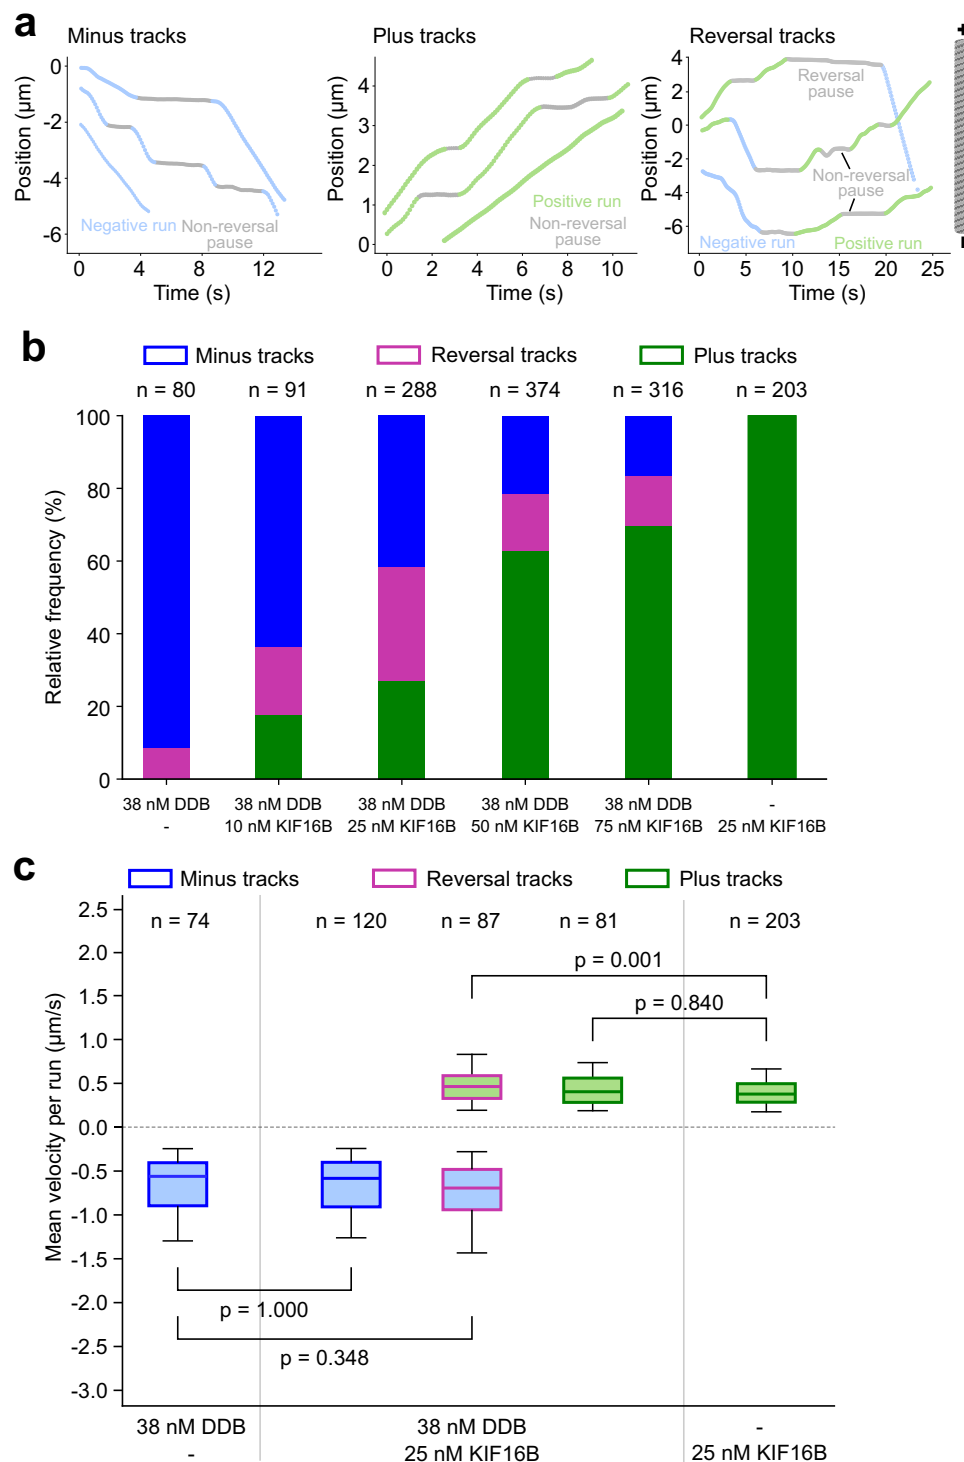 a
Minus tracks
Plus tracks
Reversal tracks
+
Position (µm)
0
-2
-4
-6
Negative run
Non-reversal
pause
0 4 8 12
Time (s)
Position (µm)
4
3
2
1
0
Positive run
Non-reversal
pause
0 2 4 6 8 10
Time (s)
Position (µm)
4
2
0
-2
-4
-6
Reversal
pause
Non-reversal
pause
Negative run
Positive run
0 5 10 15 20 25
Time (s)
b
Minus tracks
Reversal tracks
Plus tracks
n = 80 n = 91 n = 288 n = 374 n = 316 n = 203
Relative frequency (%)
100
80
60
40
20
0
38 nM DDB 38 nM DDB 38 nM DDB 38 nM DDB 38 nM DDB -
- 10 nM KIF16B 25 nM KIF16B 50 nM KIF16B 75 nM KIF16B 25 nM KIF16B
c
Minus tracks
Reversal tracks
Plus tracks
n = 74 n = 120 n = 87 n = 81 n = 203
Mean velocity per run (µm/s)
2.5
2.0
1.5
1.0
0.5
0.0
-0.5
-1.0
-1.5
-2.0
-2.5
-3.0
p = 0.001
p = 0.840
p = 1.000
p = 0.348
38 nM DDB 38 nM DDB -
- 25 nM KIF16B 25 nM KIF16B